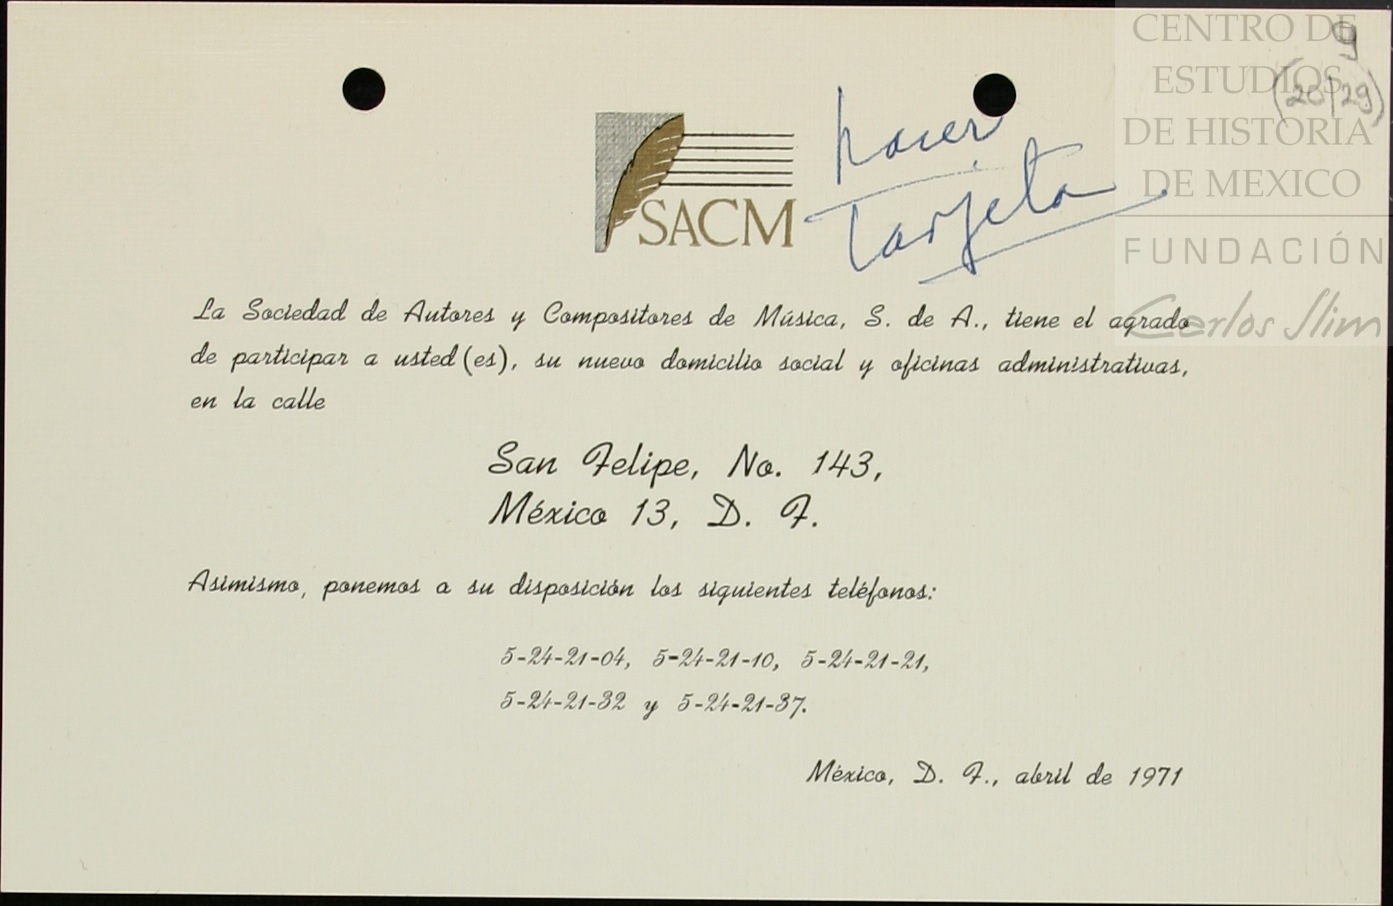 CENTRO DE
ESTUDIOS
DE HISTORIA
DE MEXICO
FUNDACIÓN
Carlos Slim
9
(28/29)
SACM
hacer
Tarjeta
La Sociedad de Autores y Compositores de Música, S. de A., tiene el agrado
de participar a usted(es), su nuevo domicilio social y oficinas administrativas,
en la calle
San Felipe, No. 143,
México 13, D. F.
Asimismo, ponemos a su disposición los siguientes teléfonos:
5-24-21-04, 5-24-21-10, 5-24-21-21,
5-24-21-32 y 5-24-21-37.
México, D. F., abril de 1971